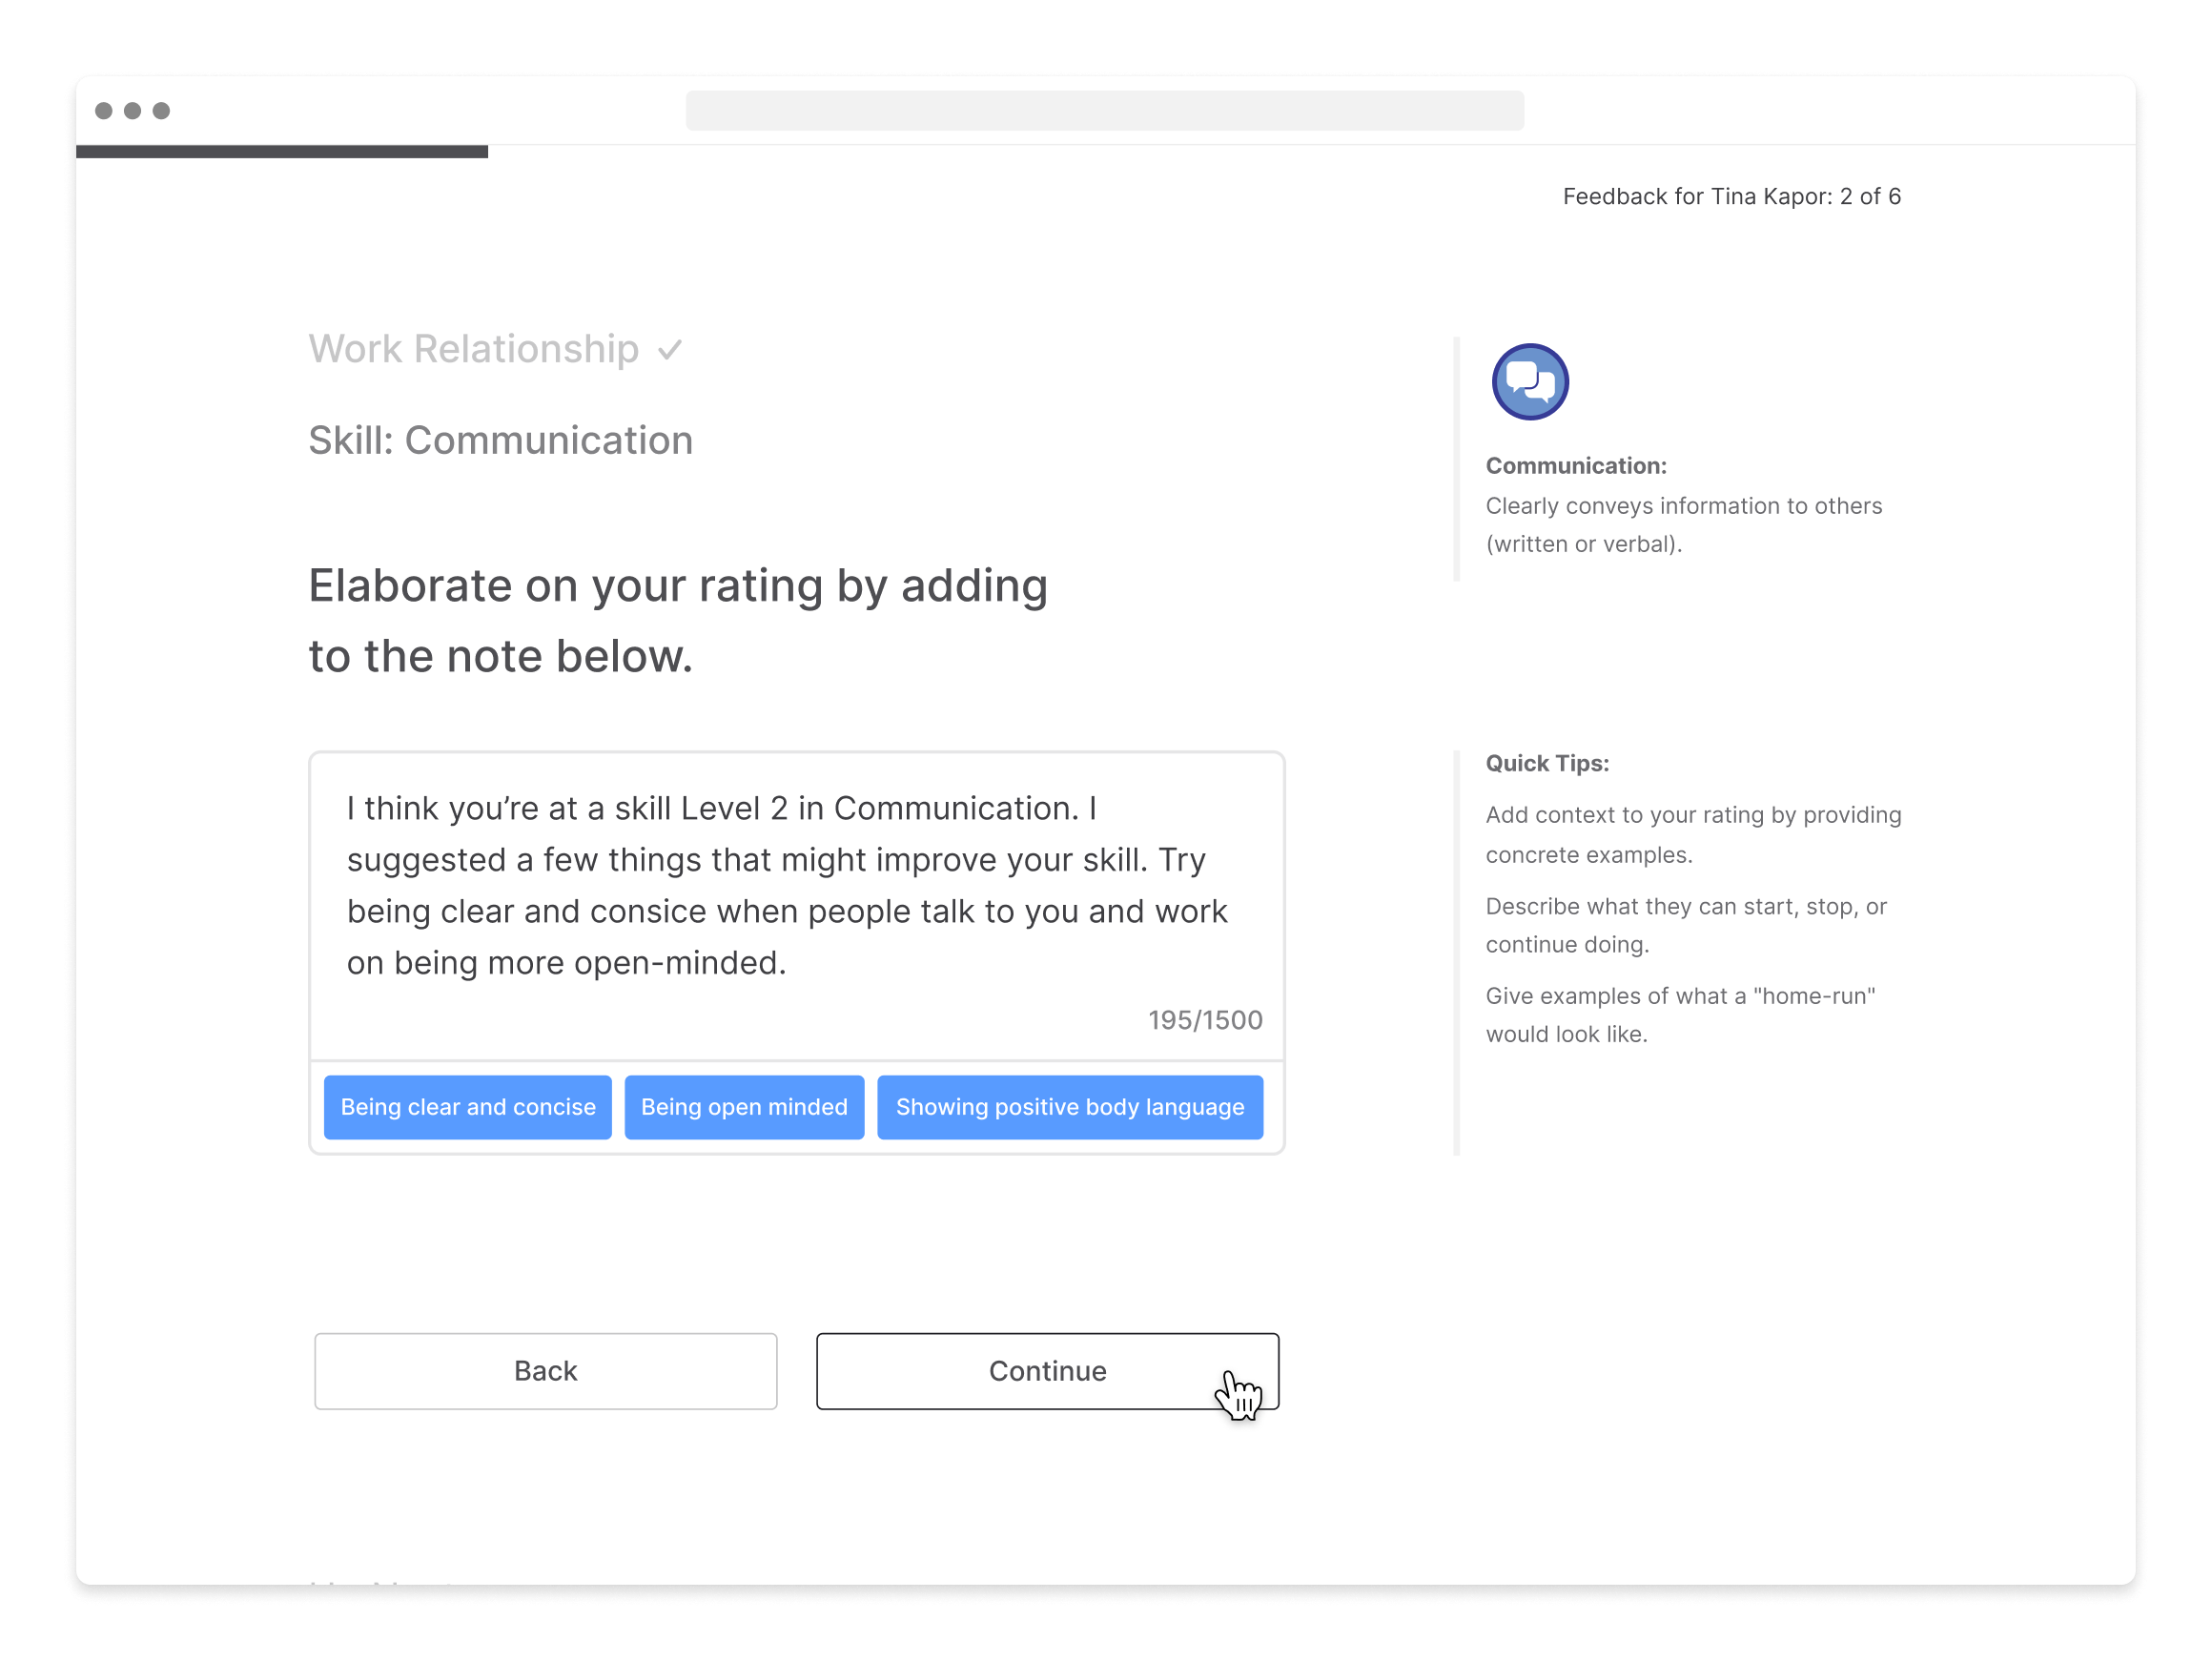 Feedback for Tina Kapor: 2 of 6
Work Relationship
Skill: Communication
Elaborate on your rating by adding
to the note below.
I think you’re at a skill Level 2 in Communication. I
suggested a few things that might improve your skill. Try
being clear and consice when people talk to you and work
on being more open-minded.
195/1500
Being clear and concise
Being open minded
Showing positive body language
Back
Continue
Communication:
Clearly conveys information to others
(written or verbal).
Quick Tips:
Add context to your rating by providing
concrete examples.
Describe what they can start, stop, or
continue doing.
Give examples of what a "home-run"
would look like.